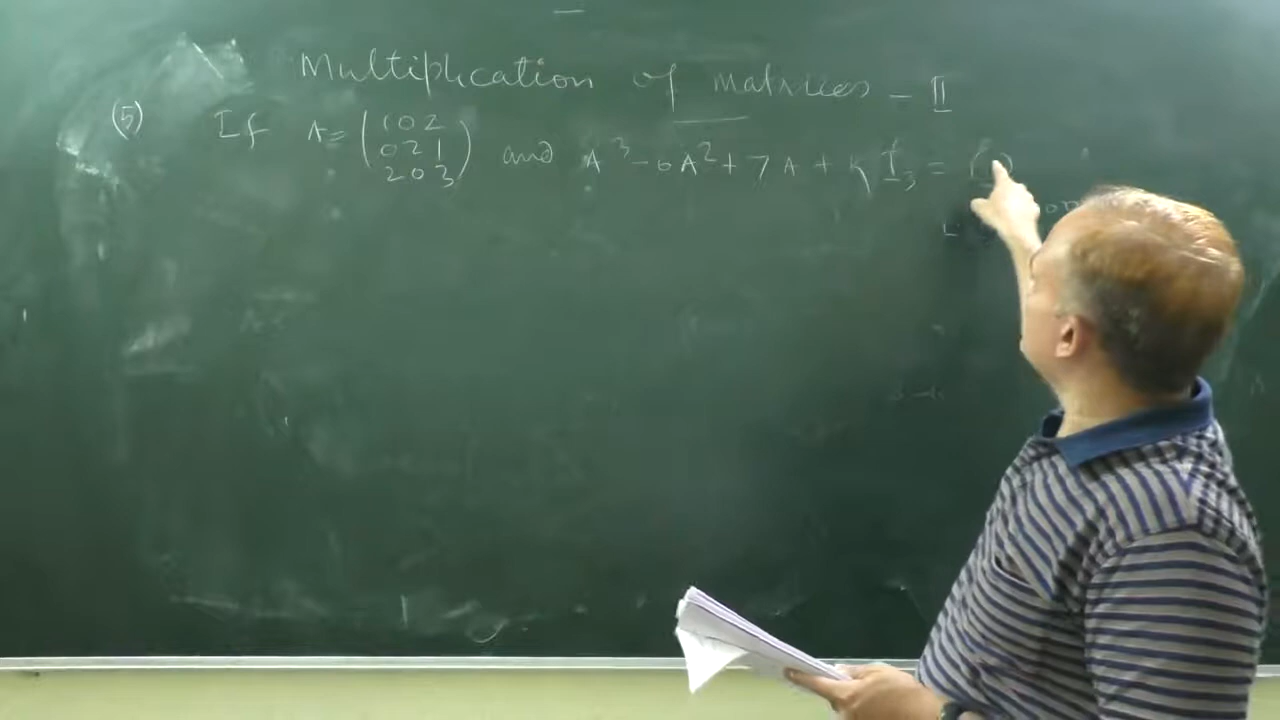 Multiplication of matrices - II
(5) If A = (1 0 2
0 2 1
2 0 3) and A³ - 6A² + 7A + k I₃ = O